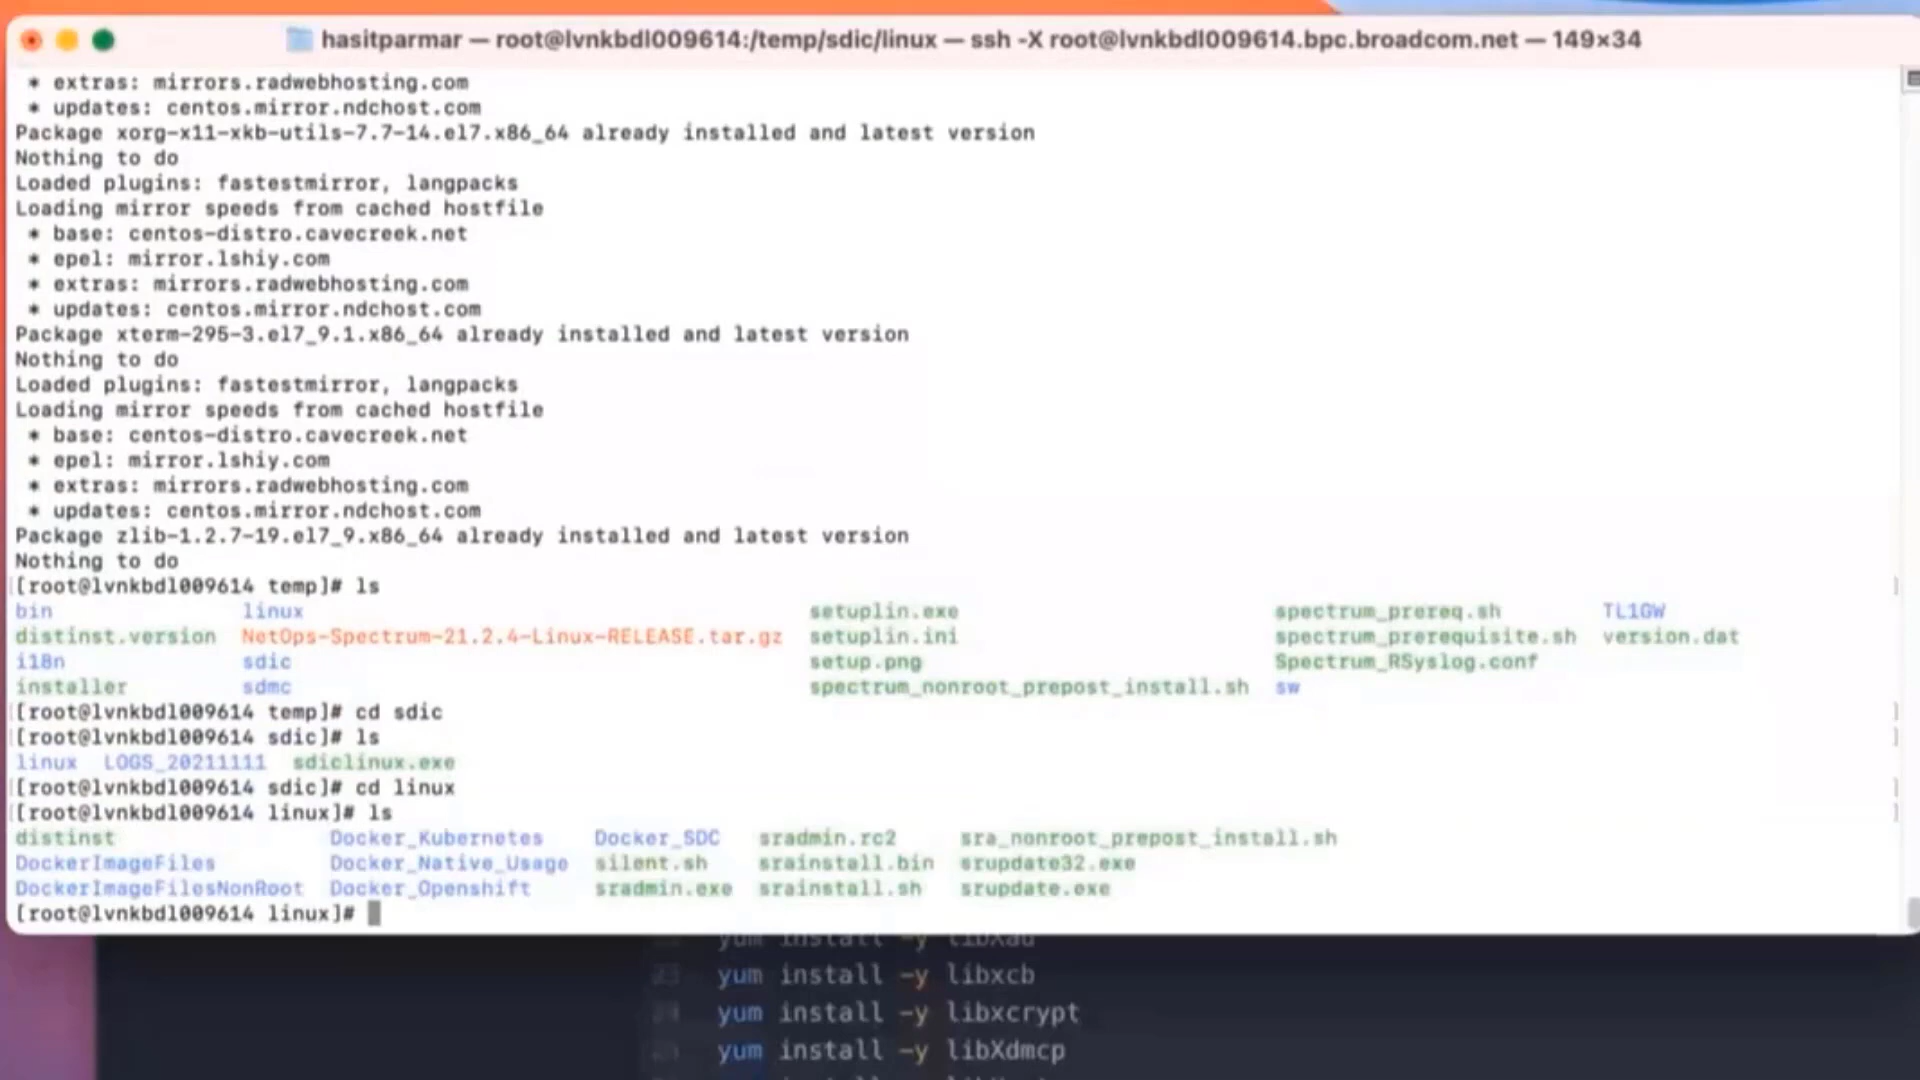 hasitparmar — root@lvnkbdl009614:/temp/sdic/linux — ssh -X root@lvnkbdl009614.bpc.broadcom.net — 149×34
* extras: mirrors.radwebhosting.com
* updates: centos.mirror.ndchost.com
Package xorg-x11-xkb-utils-7.7-14.el7.x86_64 already installed and latest version
Nothing to do
Loaded plugins: fastestmirror, langpacks
Loading mirror speeds from cached hostfile
* base: centos-distro.cavecreek.net
* epel: mirror.lshiy.com
* extras: mirrors.radwebhosting.com
* updates: centos.mirror.ndchost.com
Package xterm-295-3.el7_9.1.x86_64 already installed and latest version
Nothing to do
Loaded plugins: fastestmirror, langpacks
Loading mirror speeds from cached hostfile
* base: centos-distro.cavecreek.net
* epel: mirror.lshiy.com
* extras: mirrors.radwebhosting.com
* updates: centos.mirror.ndchost.com
Package zlib-1.2.7-19.el7_9.x86_64 already installed and latest version
Nothing to do
[[root@lvnkbdl009614 temp]# ls ]
bin linux setuplin.exe spectrum_prereq.sh TL1GW
distinst.version NetOps-Spectrum-21.2.4-Linux-RELEASE.tar.gz setuplin.ini spectrum_prerequisite.sh version.dat
i18n sdic setup.png Spectrum_RSyslog.conf
installer sdmc spectrum_nonroot_prepost_install.sh sw
[[root@lvnkbdl009614 temp]# cd sdic ]
[[root@lvnkbdl009614 sdic]# ls ]
linux LOGS_20211111 sdiclinux.exe
[[root@lvnkbdl009614 sdic]# cd linux ]
[[root@lvnkbdl009614 linux]# ls ]
distinst Docker_Kubernetes Docker_SDC sradmin.rc2 sra_nonroot_prepost_install.sh
DockerImageFiles Docker_Native_Usage silent.sh srainstall.bin srupdate32.exe
DockerImageFilesNonRoot Docker_Openshift sradmin.exe srainstall.sh srupdate.exe
[root@lvnkbdl009614 linux]#
yum install -y libXau
23 yum install -y libxcb
24 yum install -y libxcrypt
25 yum install -y libXdmcp